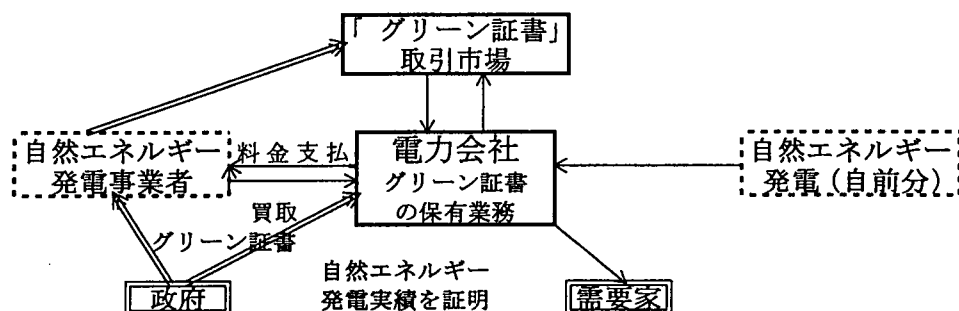 「グリーン証書」
取引市場
自然エネルギー
発電事業者
料金支払
電力会社
グリーン証書
の保有業務
自然エネルギー
発電(自前分)
買取
グリーン証書
政府
自然エネルギー
発電実績を証明
需要家